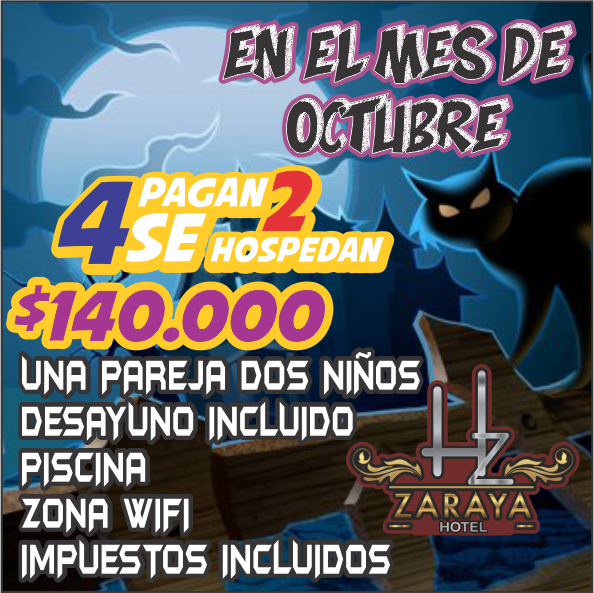 EN EL MES DE
OCTUBRE
PAGAN 2
4 SE HOSPEDAN
$140.000
UNA PAREJA DOS NIÑOS
DESAYUNO INCLUIDO
PISCINA
ZONA WIFI
IMPUESTOS INCLUIDOS
HZ
ZARAYA
HOTEL